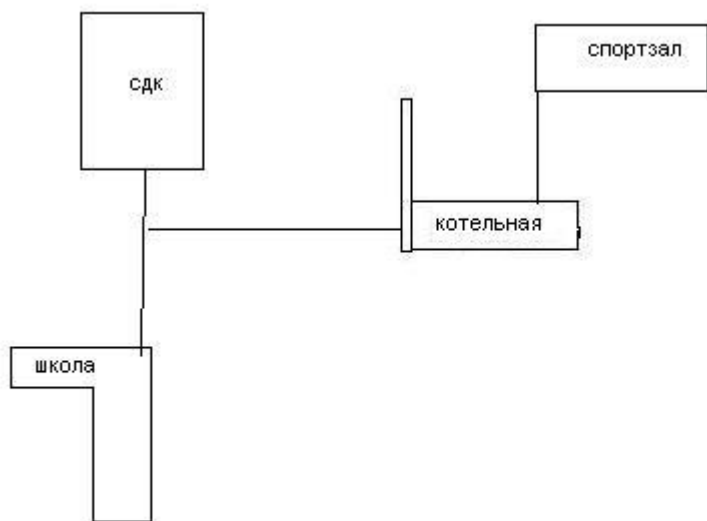 спортзал
сдк
котельная
школа